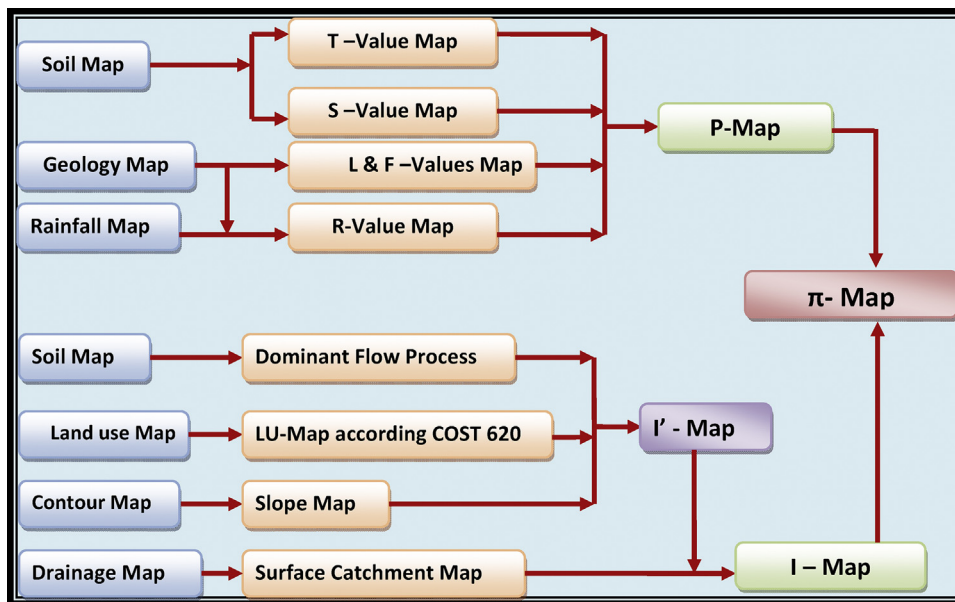 Soil Map
T –Value Map
S –Value Map
P-Map
Geology Map
L & F –Values Map
Rainfall Map
R-Value Map
π- Map
Soil Map
Dominant Flow Process
Land use Map
LU-Map according COST 620
I’ - Map
Contour Map
Slope Map
Drainage Map
Surface Catchment Map
I – Map